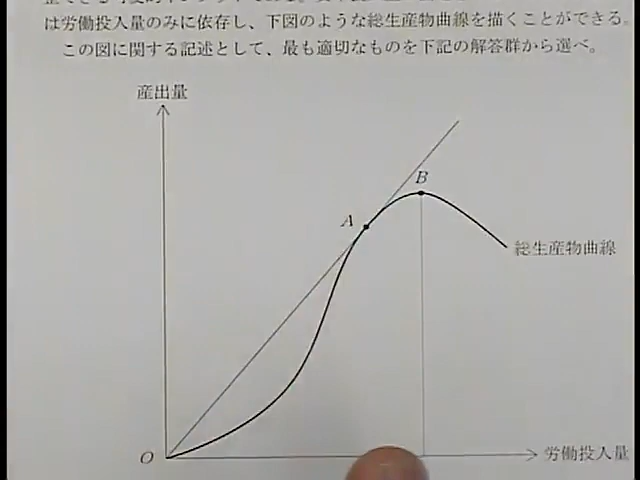 は労働投入量のみに依存し、下図のような総生産物曲線を描くことができる。
この図に関する記述として、最も適切なものを下記の解答群から選べ。
産出量
B
A
総生産物曲線
O
労働投入量